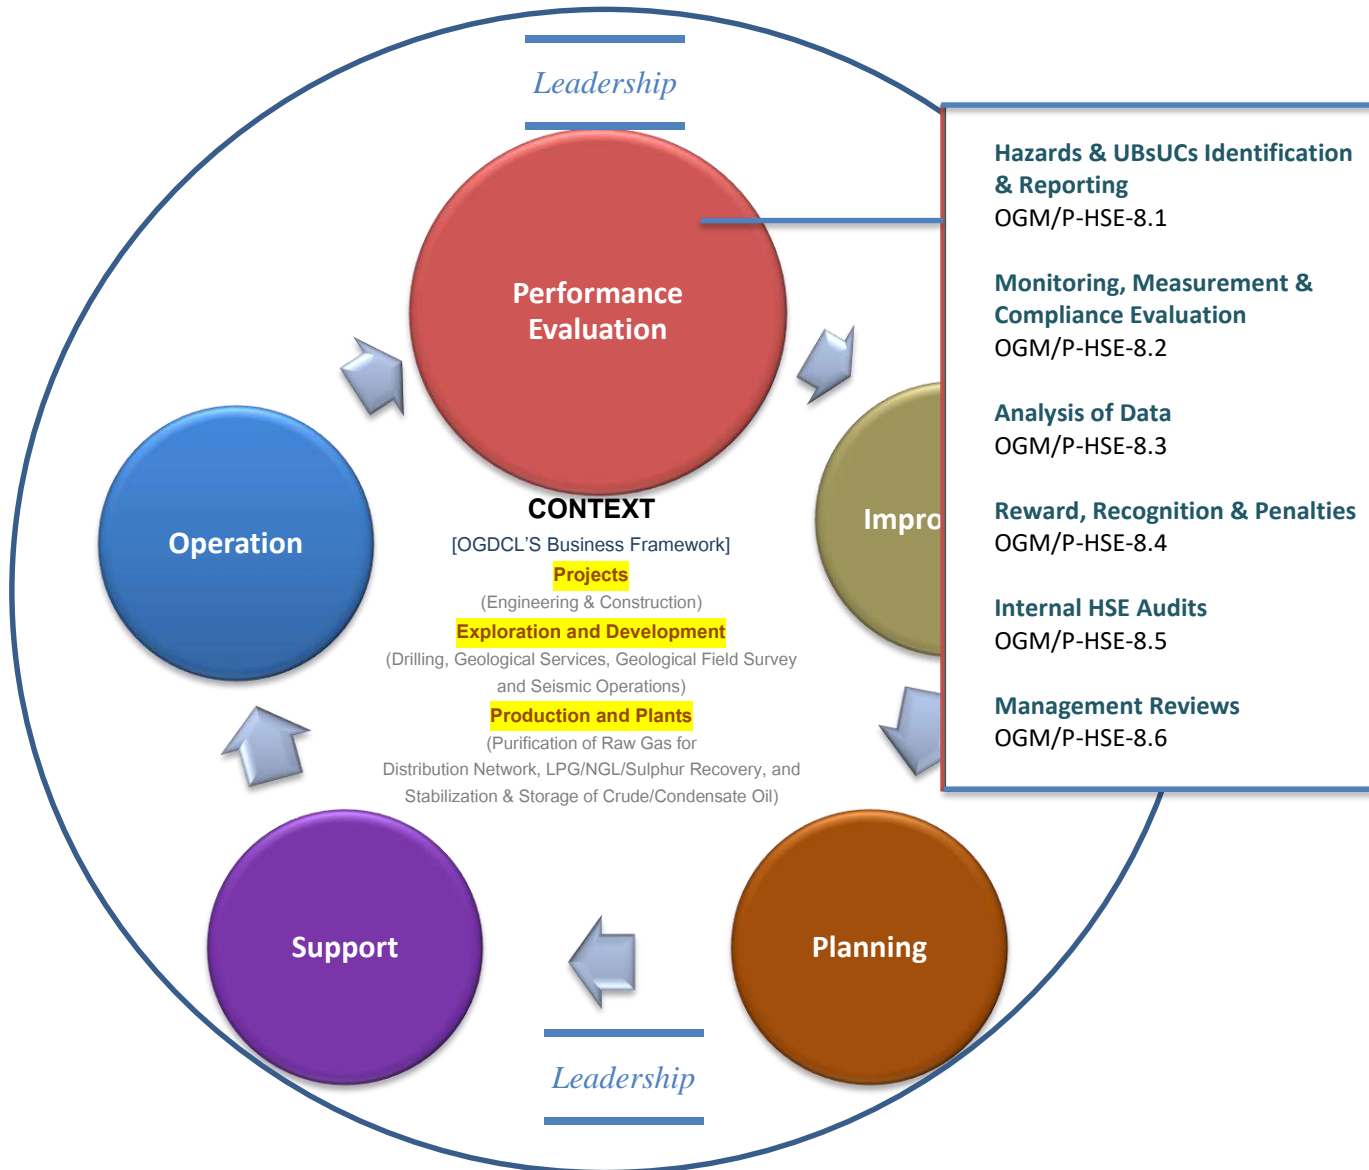 Leadership
Performance
Evaluation
Hazards & UBsUCs Identification
& Reporting
OGM/P-HSE-8.1
Monitoring, Measurement &
Compliance Evaluation
OGM/P-HSE-8.2
Analysis of Data
OGM/P-HSE-8.3
Reward, Recognition & Penalties
OGM/P-HSE-8.4
Internal HSE Audits
OGM/P-HSE-8.5
Management Reviews
OGM/P-HSE-8.6
Operation
Impro
CONTEXT
[OGDCL'S Business Framework]
Projects
(Engineering & Construction)
Exploration and Development
(Drilling, Geological Services, Geological Field Survey
and Seismic Operations)
Production and Plants
(Purification of Raw Gas for
Distribution Network, LPG/NGL/Sulphur Recovery, and
Stabilization & Storage of Crude/Condensate Oil)
Support
Planning
Leadership